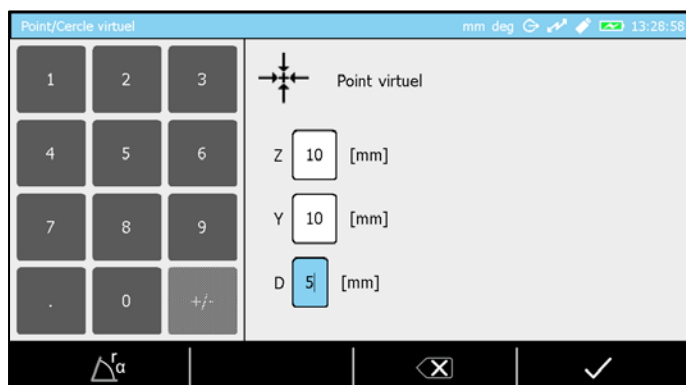 Point/Cercle virtuel mm deg 13:28:58
1 2 3
Point virtuel
4 5 6
Z 10 [mm]
7 8 9
Y 10 [mm]
. 0 +/-
D 5 [mm]
r α